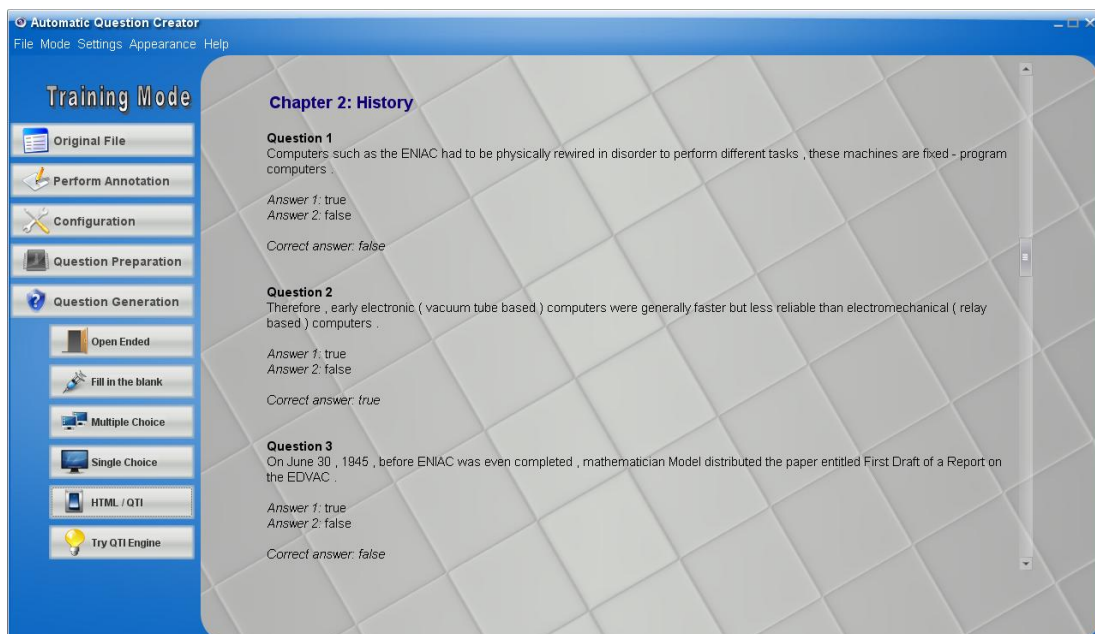 Automatic Question Creator
File Mode Settings Appearance Help
Training Mode
Original File
Perform Annotation
Configuration
Question Preparation
Question Generation
Open Ended
Fill in the blank
Multiple Choice
Single Choice
HTML / QTI
Try QTI Engine
Chapter 2: History
Question 1
Computers such as the ENIAC had to be physically rewired in disorder to perform different tasks , these machines are fixed - program
computers .
Answer 1: true
Answer 2: false
Correct answer: false
Question 2
Therefore , early electronic ( vacuum tube based ) computers were generally faster but less reliable than electromechanical ( relay
based ) computers .
Answer 1: true
Answer 2: false
Correct answer: true
Question 3
On June 30 , 1945 , before ENIAC was even completed , mathematician Model distributed the paper entitled First Draft of a Report on
the EDVAC .
Answer 1: true
Answer 2: false
Correct answer: false